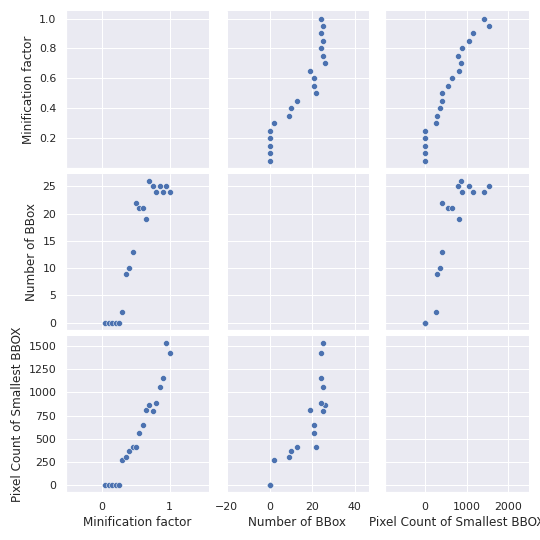 1.0
0.8
0.6
0.4
0.2
Minification factor
25
20
15
10
5
0
Number of BBox
1500
1250
1000
750
500
250
0
Pixel Count of Smallest BBOX
0 1
Minification factor
−20 0 20 40
Number of BBox
0 1000 2000
Pixel Count of Smallest BBOX